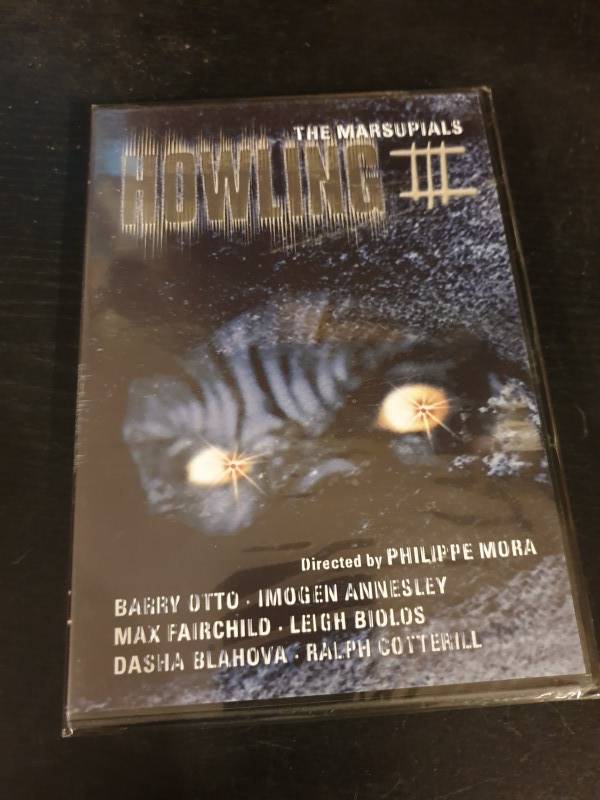 THE MARSUPIALS
HOWLING III
Directed by PHILIPPE MORA
BARRY OTTO · IMOGEN ANNESLEY
MAX FAIRCHILD · LEIGH BIOLOS
DASHA BLAHOVA · RALPH COTTERILL